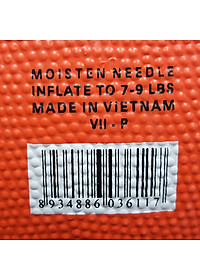 MOISTEN NEEDLE
INFLATE TO 7-9 LBS
MADE IN VIETNAM
VII - P
8934886036117